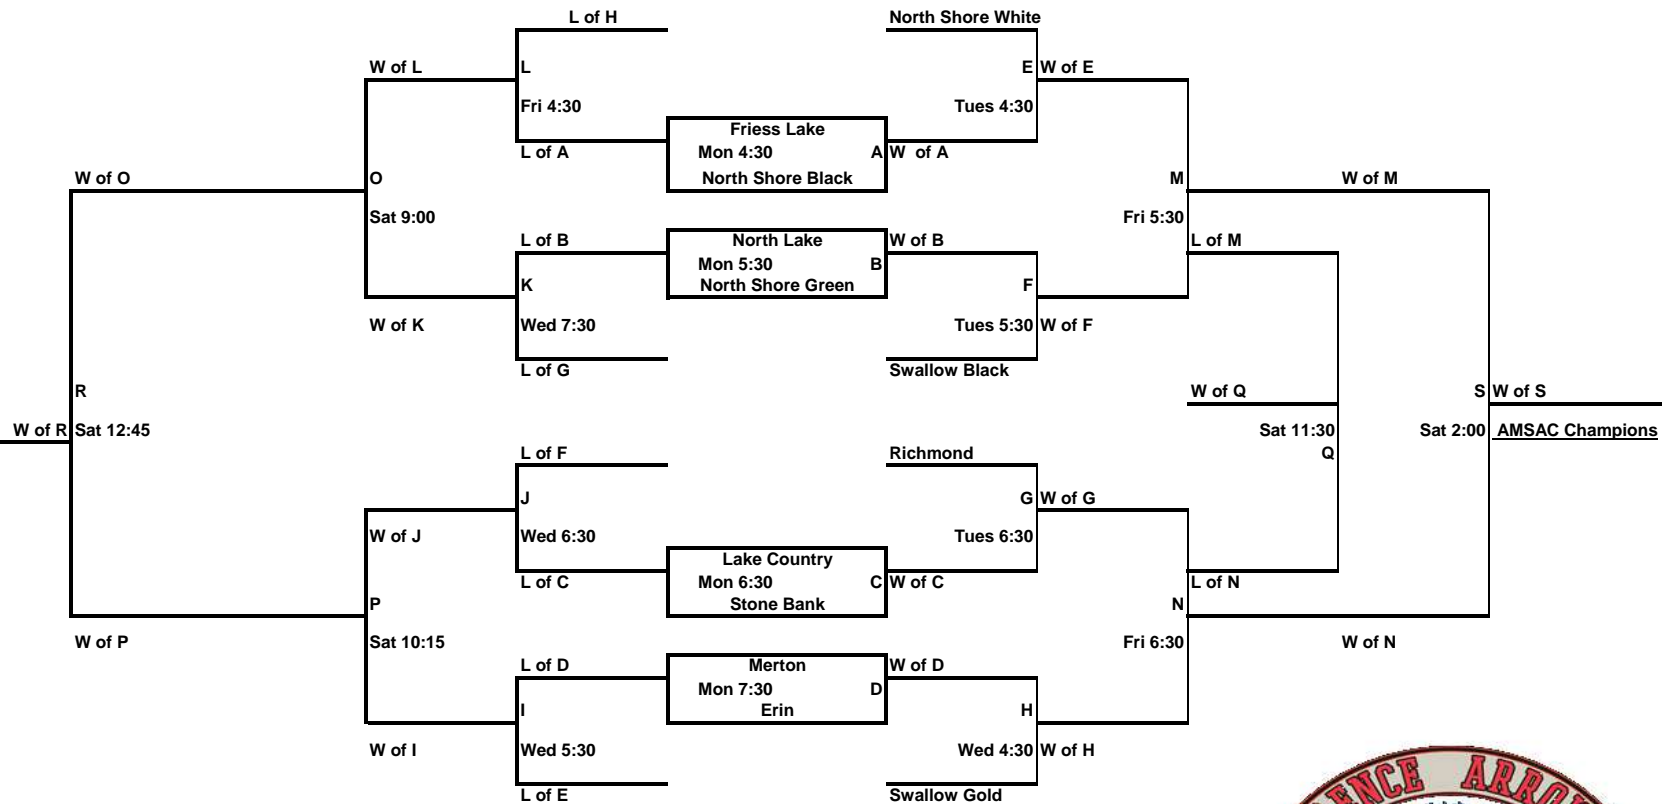 L of H
North Shore White
W of L
L
E W of E
Fri 4:30
Tues 4:30
Friess Lake
L of A
Mon 4:30
A W of A
W of O
O
North Shore Black
M
W of M
Sat 9:00
Fri 5:30
L of B
North Lake
W of B
L of M
Mon 5:30
B
K
North Shore Green
F
W of K
Wed 7:30
Tues 5:30 W of F
L of G
Swallow Black
R
W of Q
S W of S
W of R Sat 12:45
Sat 11:30
Sat 2:00 AMSAC Champions
L of F
Richmond
Q
J
G W of G
W of J
Wed 6:30
Tues 6:30
Lake Country
L of C
Mon 6:30
C W of C
L of N
P
Stone Bank
N
W of P
Sat 10:15
Fri 6:30
W of N
L of D
Merton
W of D
Mon 7:30
D
I
Erin
H
W of I
Wed 5:30
Wed 4:30 W of H
L of E
Swallow Gold